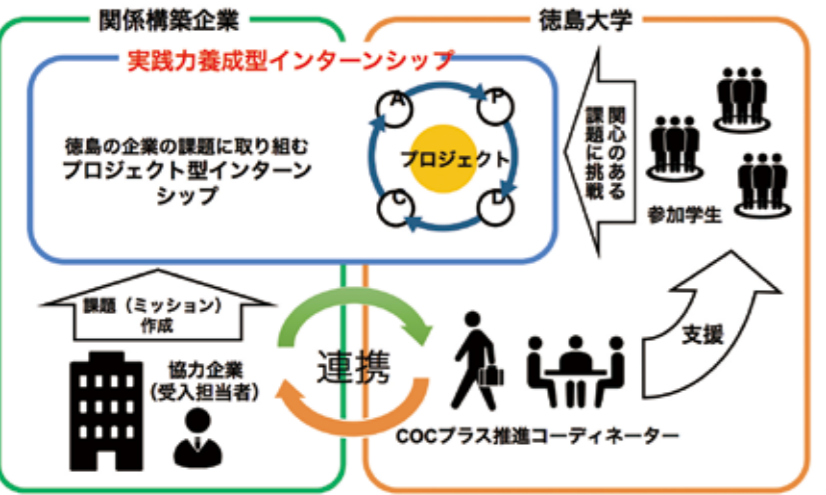 関係構築企業
徳島大学
実践力養成型インターンシップ
徳島の企業の課題に取り組む
プロジェクト型インターン
シップ
A
P
プロジェクト
C
D
関心のある
課題に挑戦
参加学生
課題（ミッション）
作成
協力企業
(受入担当者)
連携
支援
COCプラス推進コーディネーター